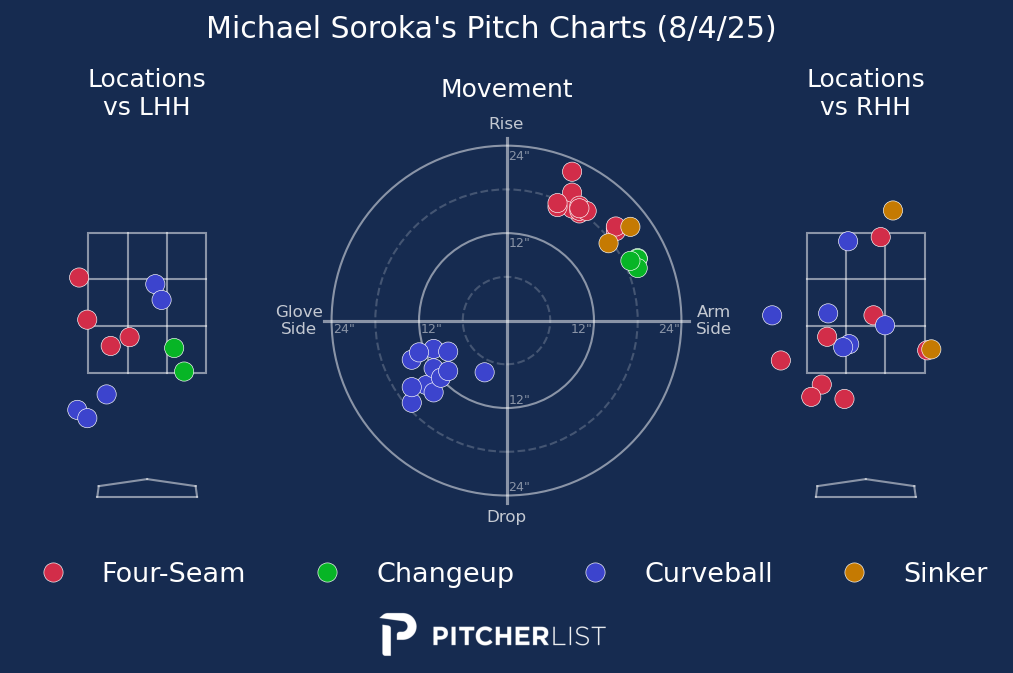 Michael Soroka's Pitch Charts (8/4/25)
Locations
vs LHH
Movement
Locations
vs RHH
Rise
24"
12"
Glove
Side
24"
12"
12"
24"
Arm
Side
12"
24"
Drop
Four-Seam
Changeup
Curveball
Sinker
PITCHERLIST